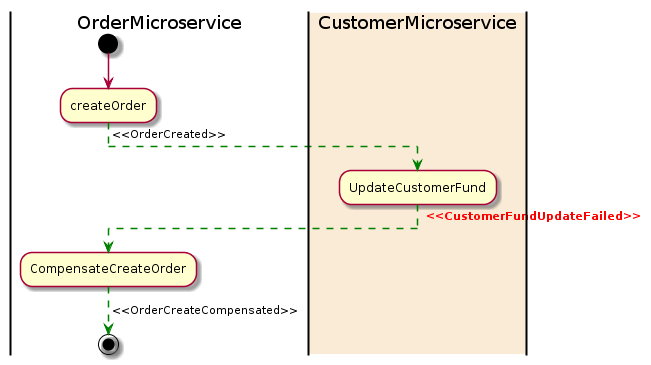 OrderMicroservice
CustomerMicroservice
createOrder
<<OrderCreated>>
UpdateCustomerFund
<<CustomerFundUpdateFailed>>
CompensateCreateOrder
<<OrderCreateCompensated>>